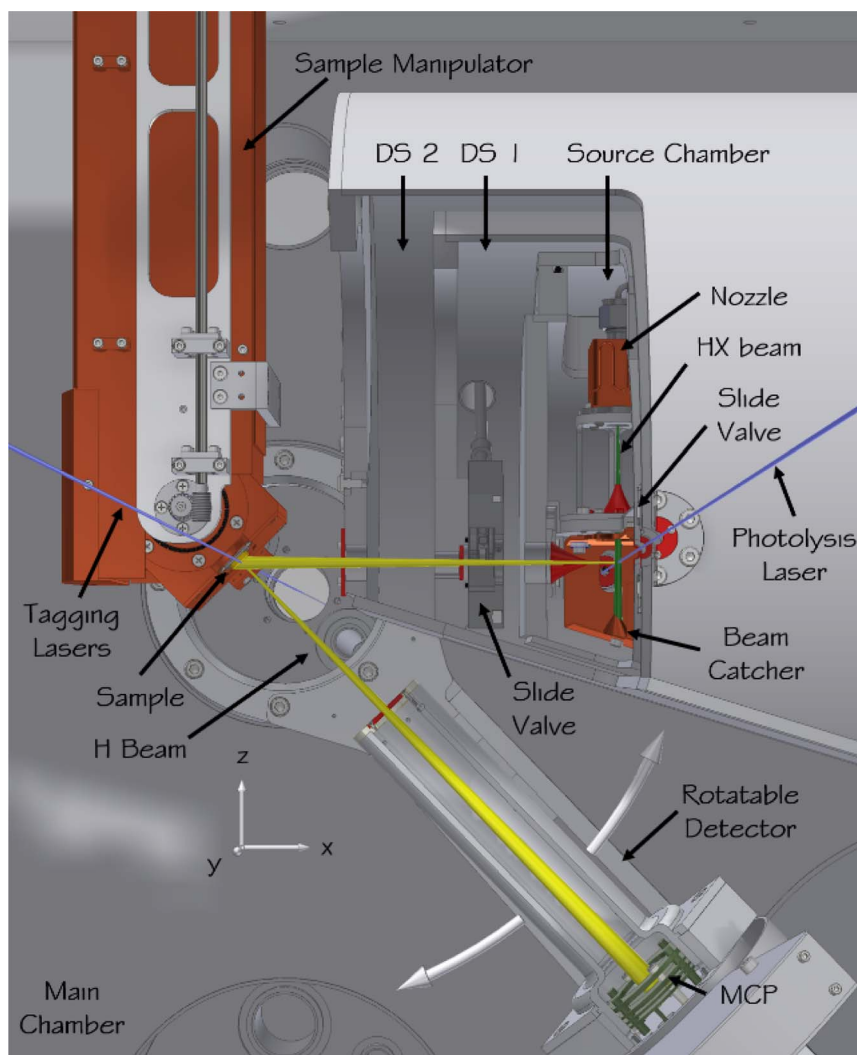 Sample
Manipulator
DS 2 DS 1
Source Chamber
Nozzle
HX beam
Slide
Valve
Photolysis
Laser
Tagging
Lasers
Beam
Catcher
Sample
Slide
Valve
H Beam
z
x
y
Rotatable
Detector
Main
Chamber
MCP